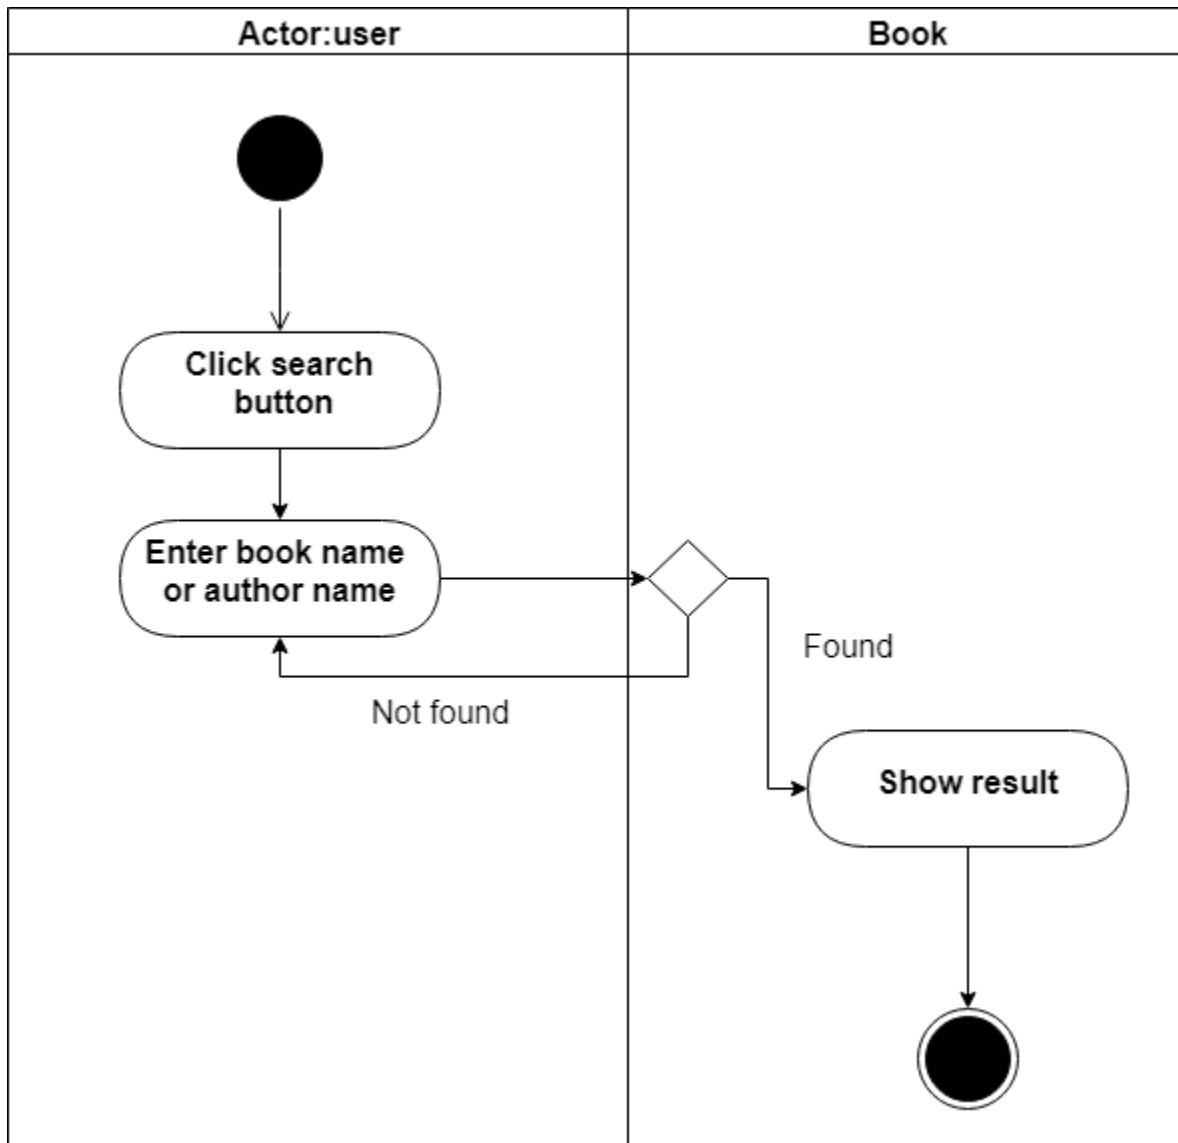 Actor:user
Book
Click search
button
Enter book name
or author name
Found
Not found
Show result